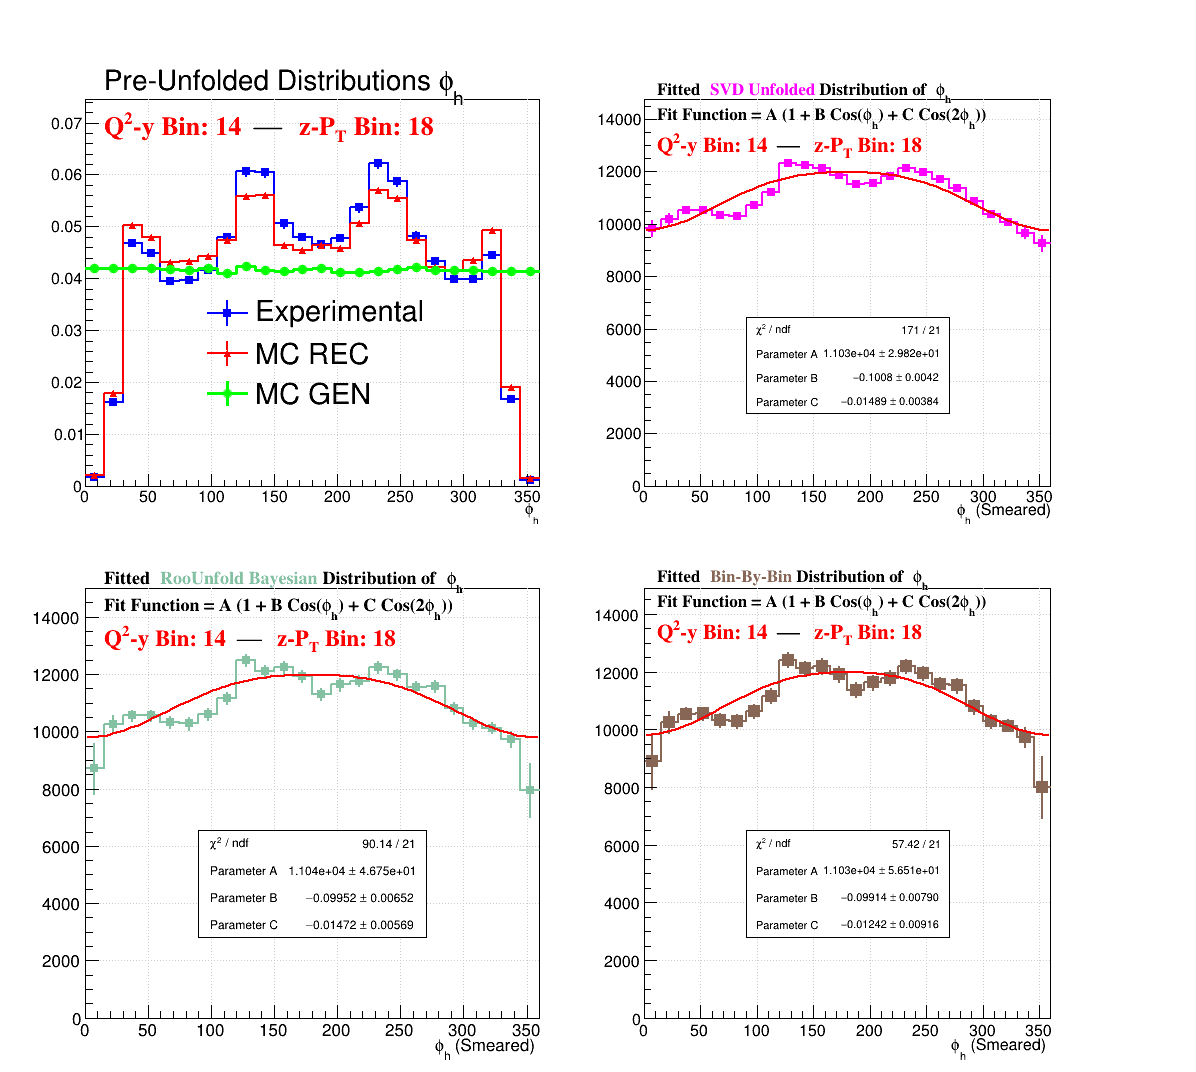 Pre-Unfolded Distributions ϕh
Q²-y Bin: 14 — z-PT Bin: 18
0.07
0.06
0.05
0.04
0.03
0.02
0.01
0
Experimental
MC REC
MC GEN
0 50 100 150 200 250 300 350
ϕh
Fitted SVD Unfolded Distribution of ϕh
Fit Function = A (1 + B Cos(ϕh) + C Cos(2ϕh))
Q²-y Bin: 14 — z-PT Bin: 18
14000
12000
10000
8000
6000
4000
2000
0
χ² / ndf 171 / 21
Parameter A 1.103e+04 ± 2.982e+01
Parameter B −0.1008 ± 0.0042
Parameter C −0.01489 ± 0.00384
0 50 100 150 200 250 300 350
ϕh (Smeared)
Fitted RooUnfold Bayesian Distribution of ϕh
Fit Function = A (1 + B Cos(ϕh) + C Cos(2ϕh))
Q²-y Bin: 14 — z-PT Bin: 18
14000
12000
10000
8000
6000
4000
2000
0
χ² / ndf 90.14 / 21
Parameter A 1.104e+04 ± 4.675e+01
Parameter B −0.09952 ± 0.00652
Parameter C −0.01472 ± 0.00569
0 50 100 150 200 250 300 350
ϕh (Smeared)
Fitted Bin-By-Bin Distribution of ϕh
Fit Function = A (1 + B Cos(ϕh) + C Cos(2ϕh))
Q²-y Bin: 14 — z-PT Bin: 18
14000
12000
10000
8000
6000
4000
2000
0
χ² / ndf 57.42 / 21
Parameter A 1.103e+04 ± 5.651e+01
Parameter B −0.09914 ± 0.00790
Parameter C −0.01242 ± 0.00916
0 50 100 150 200 250 300 350
ϕh (Smeared)